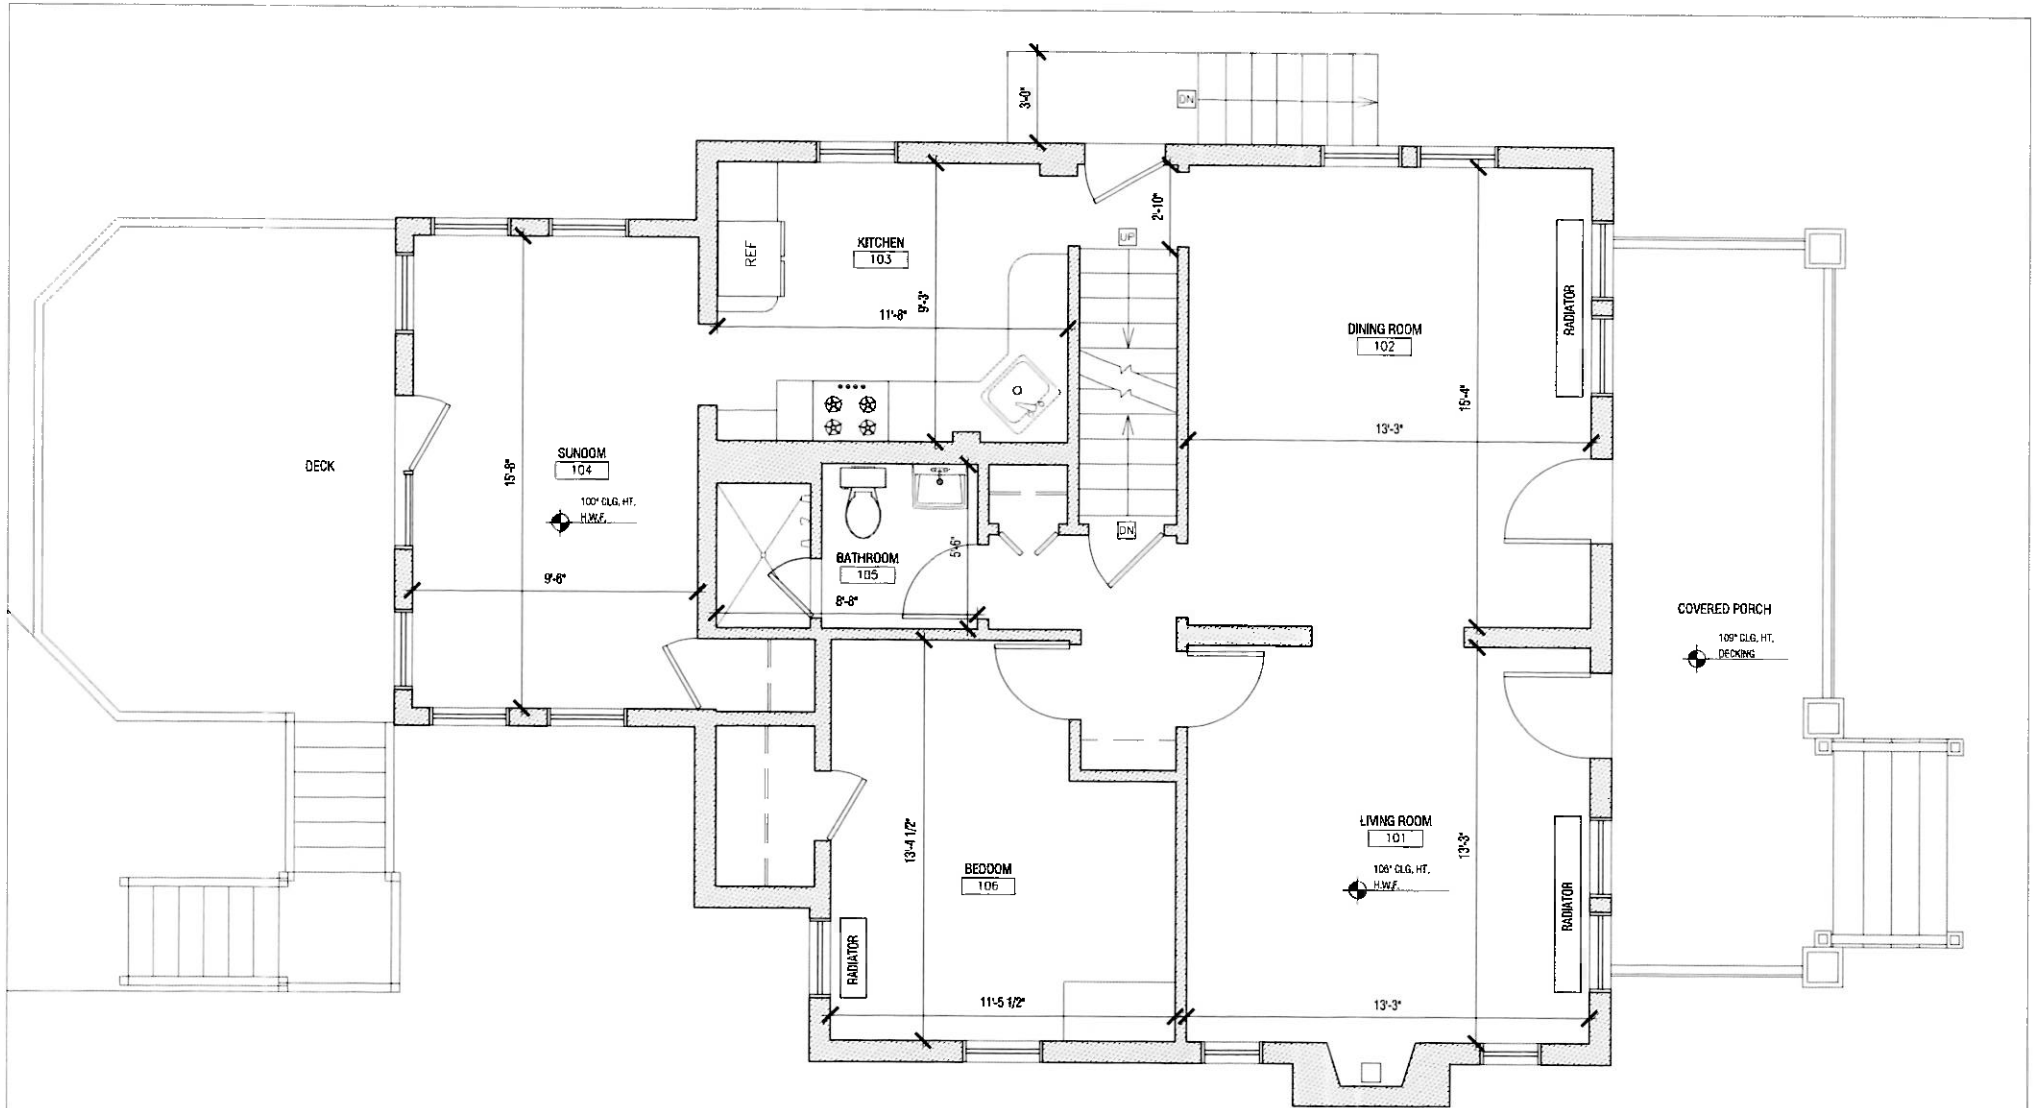 3'-0"
DN
2'-10"
UP
REF
KITCHEN
103
9'-3"
11'-8"
DINING ROOM
102
RADIATOR
15'-4"
13'-3"
DECK
SUNOOM
104
15'-8"
100" CLG. HT.
H.W.F.
9'-6"
BATHROOM
105
5'-6"
8'-8"
DN
COVERED PORCH
109" CLG. HT.
DECKING
13'-4 1/2"
BEDOOM
106
RADIATOR
11'-5 1/2"
LIVING ROOM
101
106" CLG. HT.
H.W.F.
13'-3"
RADIATOR
13'-3"